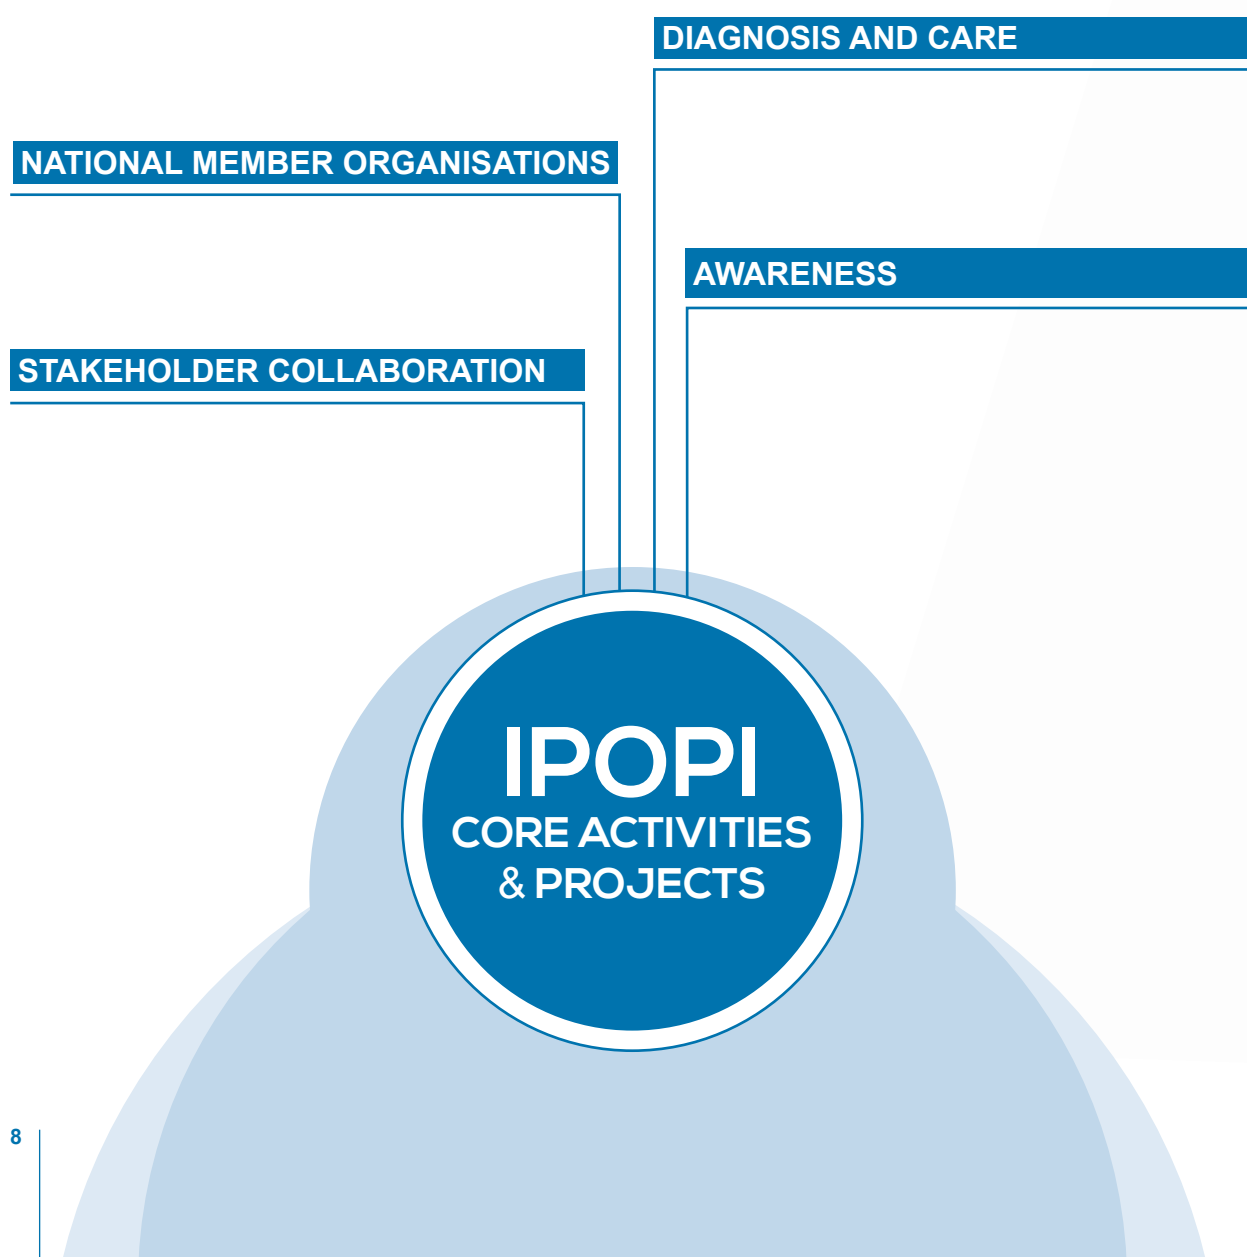 DIAGNOSIS AND CARE
NATIONAL MEMBER ORGANISATIONS
AWARENESS
STAKEHOLDER COLLABORATION
IPOPI
CORE ACTIVITIES
& PROJECTS
8